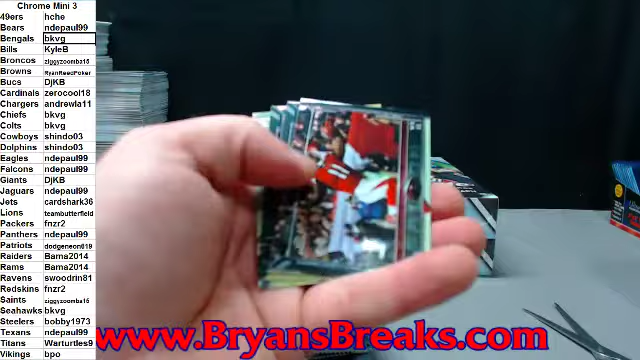 Chrome Mini 3
49ers hche
Bears ndepaul99
Bengals bkvg
Bills KyleB
Broncos ziggyzoomba15
Browns RyanReedPoker
Bucs DjKB
Cardinals zerocool18
Chargers andrewla11
Chiefs bkvg
Colts bkvg
Cowboys shindo03
Dolphins shindo03
Eagles ndepaul99
Falcons ndepaul99
Giants DjKB
Jaguars ndepaul99
Jets cardshark36
Lions teambutterfield
Packers fnzr2
Panthers ndepaul99
Patriots dodgeneon619
Raiders Bama2014
Rams Bama2014
Ravens swoodrin81
Redskins fnzr2
Saints ziggyzoomba15
Seahawks bkvg
Steelers bobby1973
Texans ndepaul99
Titans Warturtles9
Vikings bpo
www.BryansBreaks.com